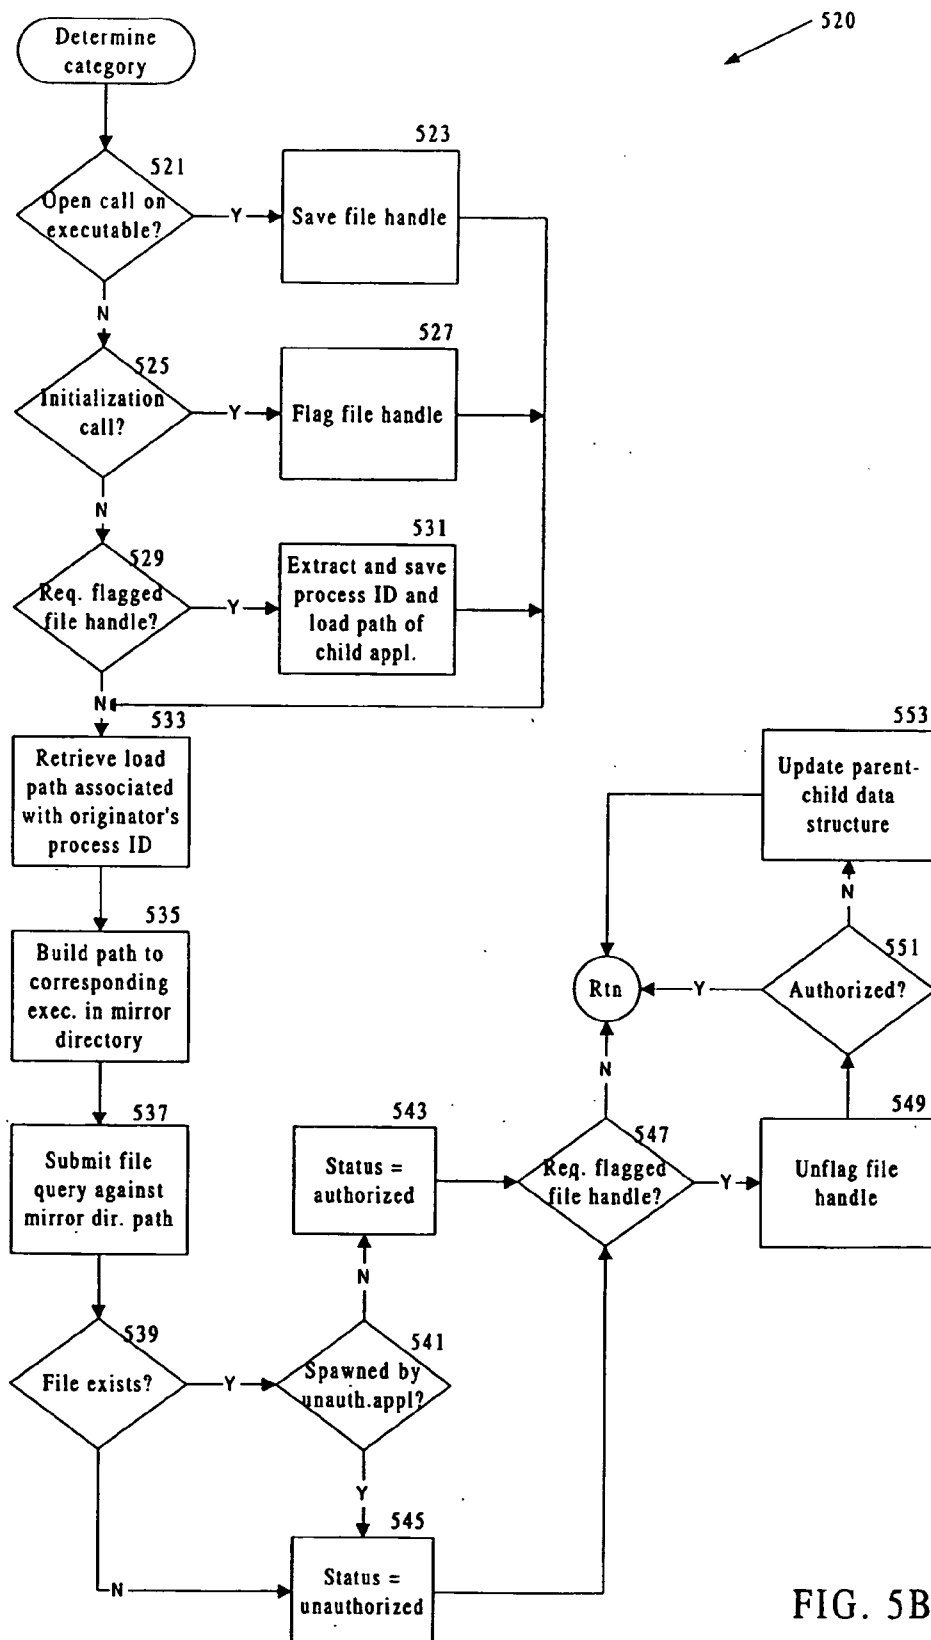 Determine
category
520
521
Open call on
executable?
Y
523
Save file handle
N
525
Initialization
call?
Y
527
Flag file handle
N
529
Req. flagged
file handle?
Y
531
Extract and save
process ID and
load path of
child appl.
N
533
Retrieve load
path associated
with originator's
process ID
535
Build path to
corresponding
exec. in mirror
directory
537
Submit file
query against
mirror dir. path
539
File exists?
Y
N
541
Spawned by
unauth.appl?
N
Y
543
Status =
authorized
545
Status =
unauthorized
547
Req. flagged
file handle?
N
Y
549
Unflag file
handle
551
Authorized?
Y
N
553
Update parent-
child data
structure
Rtn
FIG. 5B